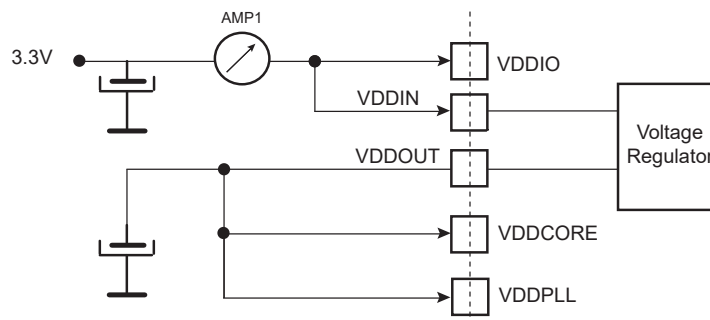 AMP1
3.3V
VDDIO
VDDIN
Voltage
Regulator
VDDOUT
VDDCORE
VDDPLL